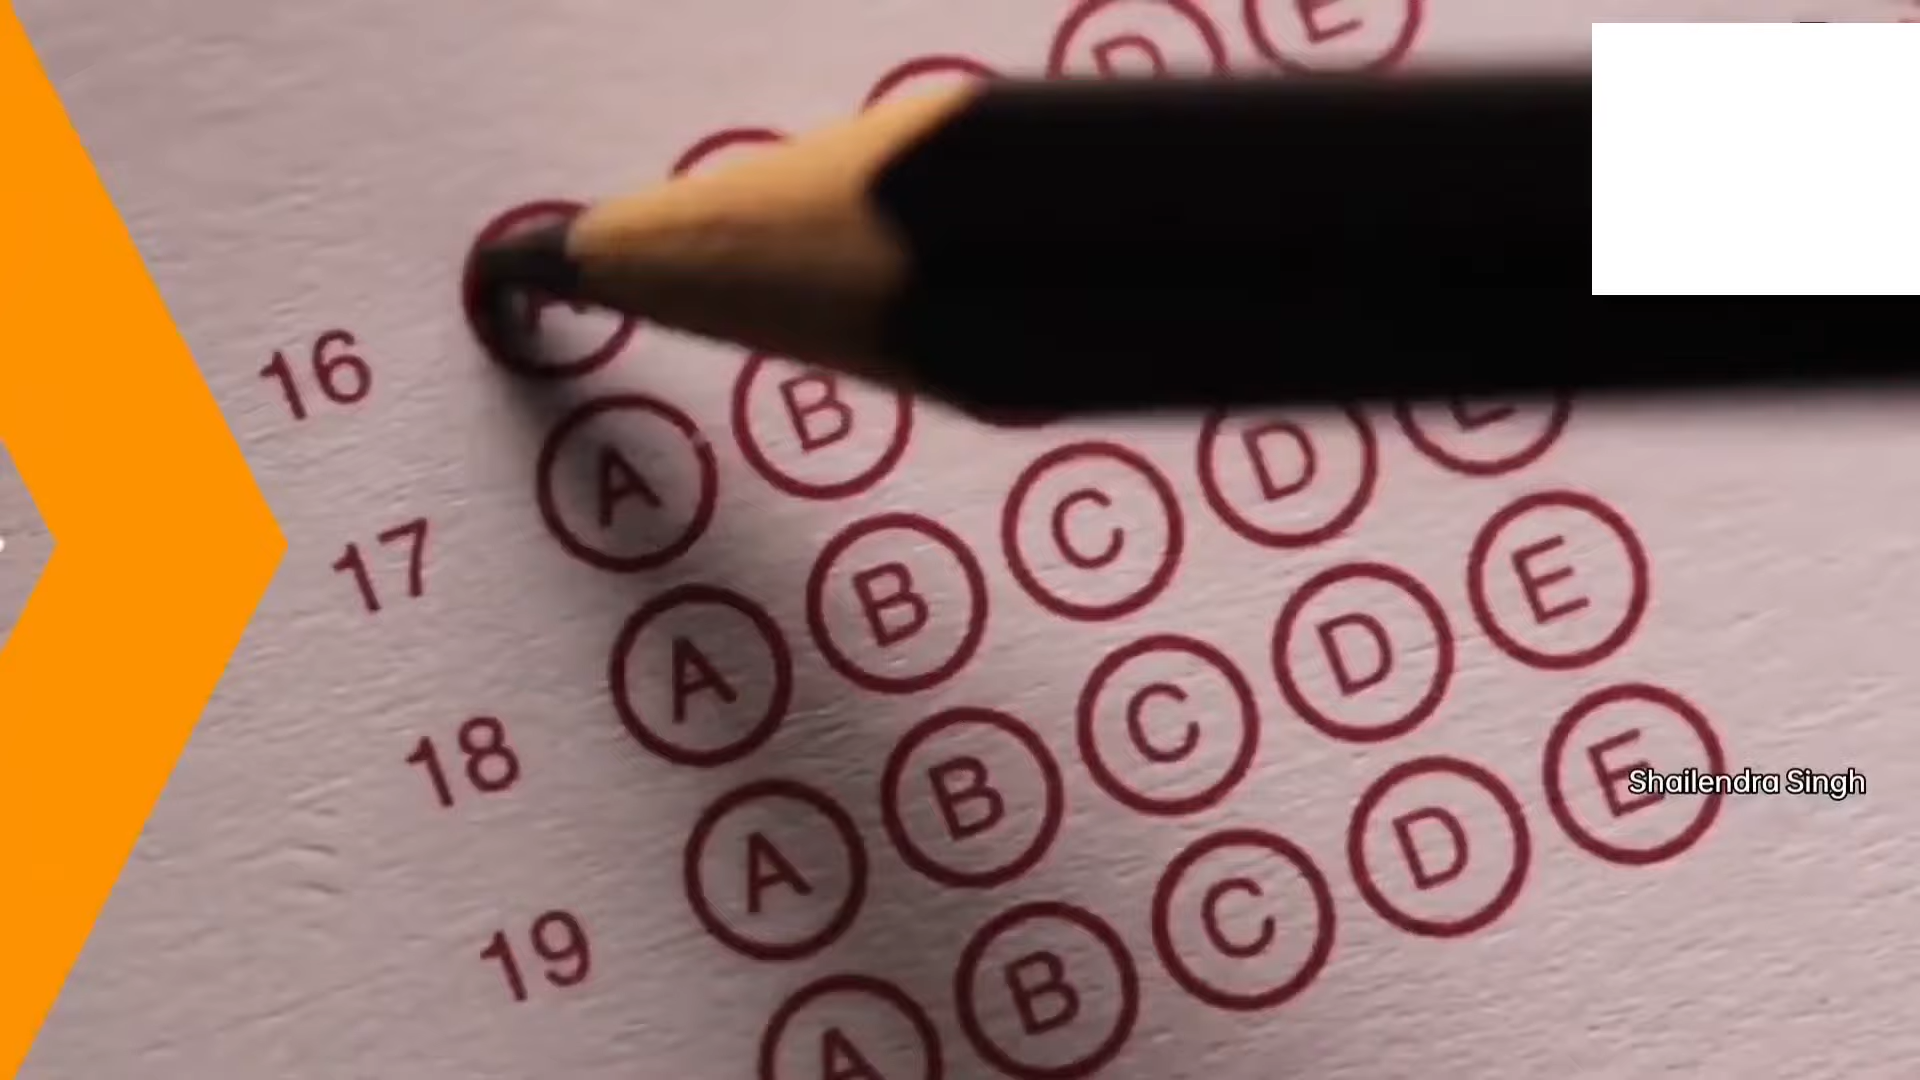 16 A D E
17 A B
18 A B C D E
19 A B C D E
A B C D E
Shailendra Singh